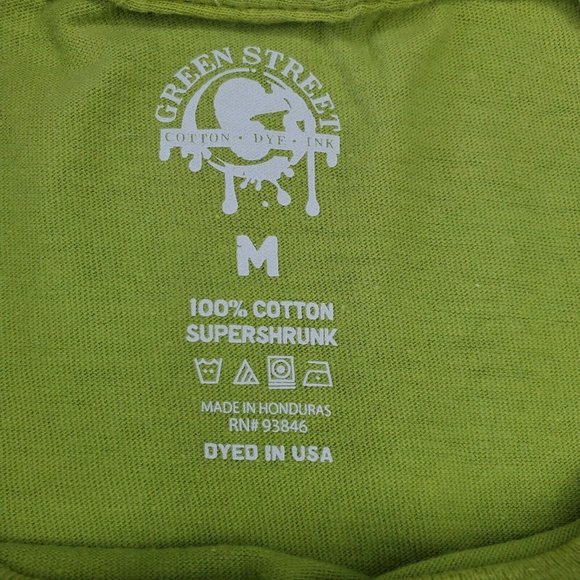 GREEN STREET
COTTON • DYE • INK
M
100% COTTON
SUPERSHRUNK
MADE IN HONDURAS
RN# 93846
DYED IN USA